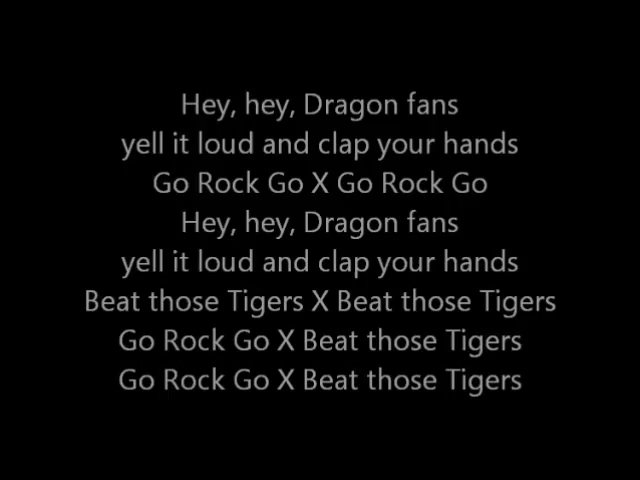 Hey, hey, Dragon fans
yell it loud and clap your hands
Go Rock Go X Go Rock Go
Hey, hey, Dragon fans
yell it loud and clap your hands
Beat those Tigers X Beat those Tigers
Go Rock Go X Beat those Tigers
Go Rock Go X Beat those Tigers